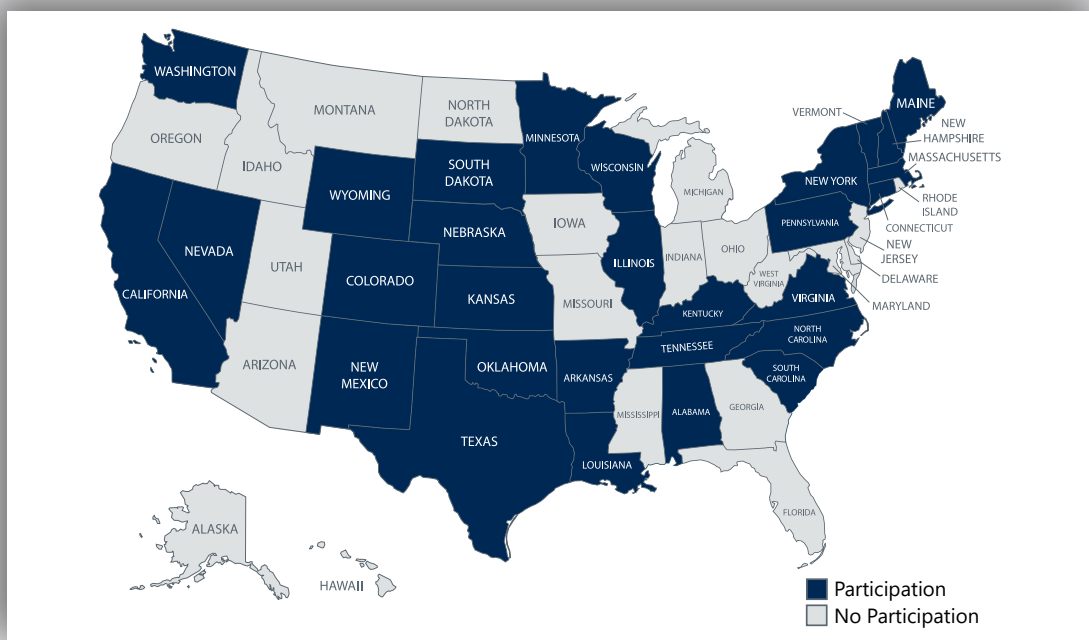 WASHINGTON
MONTANA
NORTH
DAKOTA
MINNESOTA
MAINE
VERMONT
NEW
HAMPSHIRE
MASSACHUSETTS
OREGON
IDAHO
SOUTH
DAKOTA
WISCONSIN
WYOMING
NEW YORK
MICHIGAN
RHODE
ISLAND
CONNECTICUT
PENNSYLVANIA
NEW
JERSEY
DELAWARE
MARYLAND
NEBRASKA
IOWA
NEVADA
UTAH
COLORADO
ILLINOIS
INDIANA
OHIO
WEST
VIRGINIA
VIRGINIA
CALIFORNIA
KANSAS
MISSOURI
KENTUCKY
NORTH
CAROLINA
TENNESSEE
ARIZONA
NEW
MEXICO
OKLAHOMA
ARKANSAS
SOUTH
CAROLINA
MISSISSIPPI
ALABAMA
GEORGIA
TEXAS
LOUISIANA
FLORIDA
ALASKA
HAWAII
Participation
No Participation